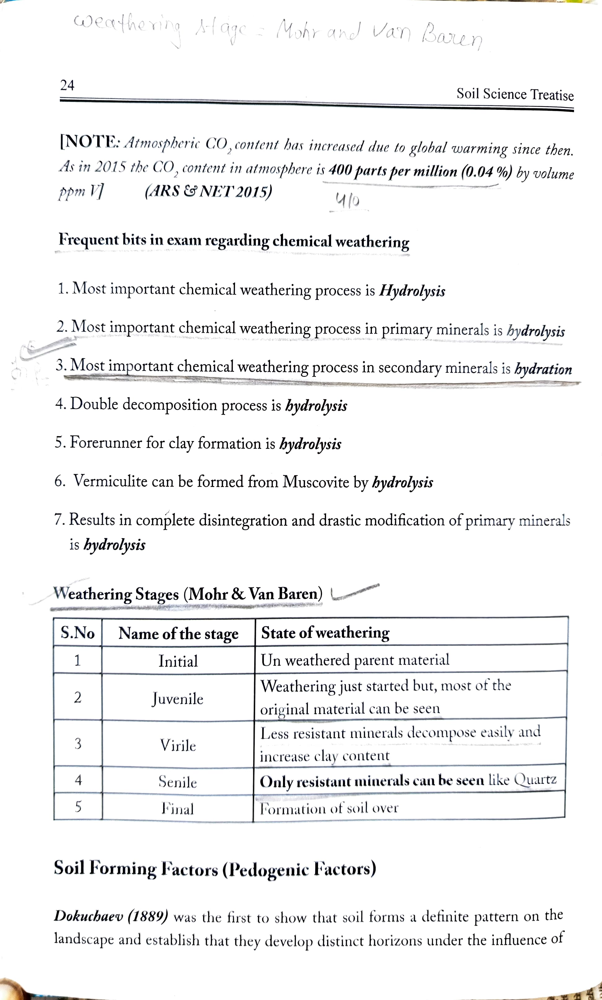 weathering stage = Mohr and Van Baren
24
Soil Science Treatise
[NOTE: Atmospheric CO₂ content has increased due to global warming since then.
As in 2015 the CO₂ content in atmosphere is 400 parts per million (0.04 %) by volume
ppm V] (ARS & NET 2015)
410
Frequent bits in exam regarding chemical weathering
1. Most important chemical weathering process is Hydrolysis
2. Most important chemical weathering process in primary minerals is hydrolysis
3. Most important chemical weathering process in secondary minerals is hydration
4. Double decomposition process is hydrolysis
5. Forerunner for clay formation is hydrolysis
6. Vermiculite can be formed from Muscovite by hydrolysis
7. Results in complete disintegration and drastic modification of primary minerals
is hydrolysis
Weathering Stages (Mohr & Van Baren)
S.No Name of the stage State of weathering
1 Initial Un weathered parent material
2 Juvenile Weathering just started but, most of the
original material can be seen
3 Virile Less resistant minerals decompose easily and
increase clay content
4 Senile Only resistant minerals can be seen like Quartz
5 Final Formation of soil over
Soil Forming Factors (Pedogenic Factors)
Dokuchaev (1889) was the first to show that soil forms a definite pattern on the
landscape and establish that they develop distinct horizons under the influence of